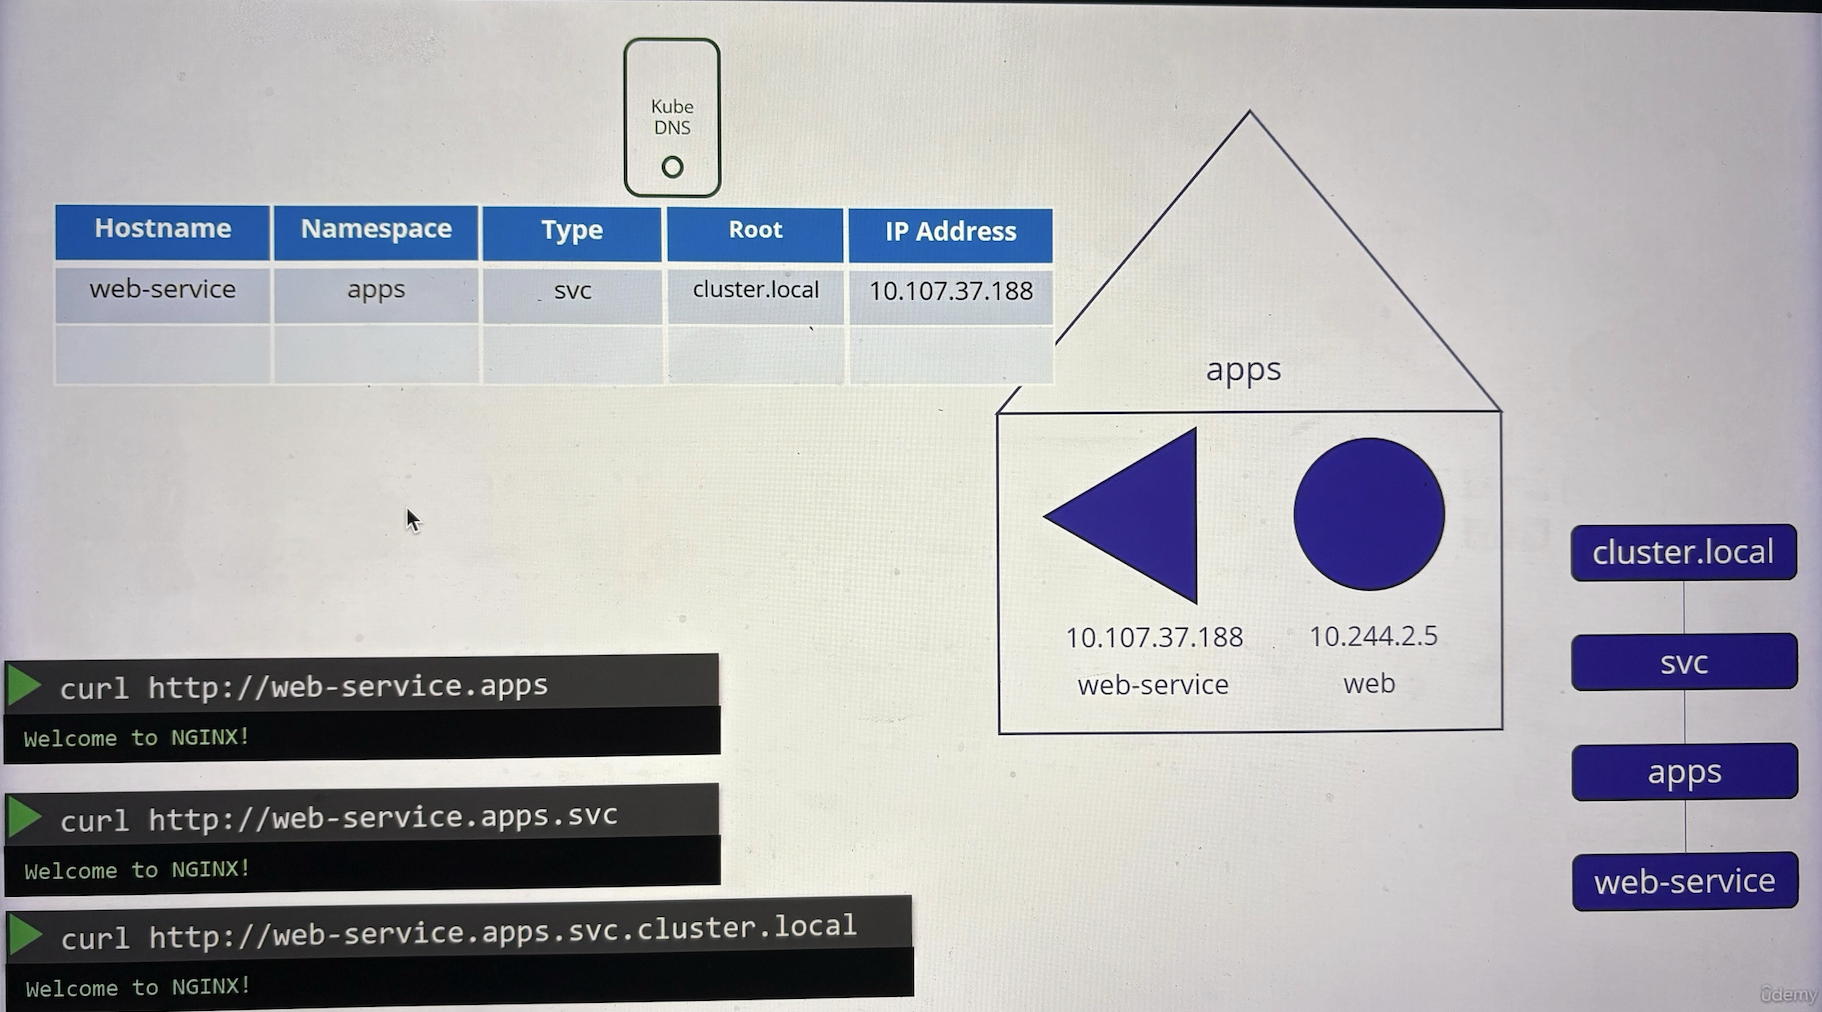 Kube
DNS
Hostname Namespace Type Root IP Address
web-service apps svc cluster.local 10.107.37.188
apps
10.107.37.188 10.244.2.5
web-service web
cluster.local
svc
apps
web-service
curl http://web-service.apps
Welcome to NGINX!
curl http://web-service.apps.svc
Welcome to NGINX!
curl http://web-service.apps.svc.cluster.local
Welcome to NGINX!
ûdemy